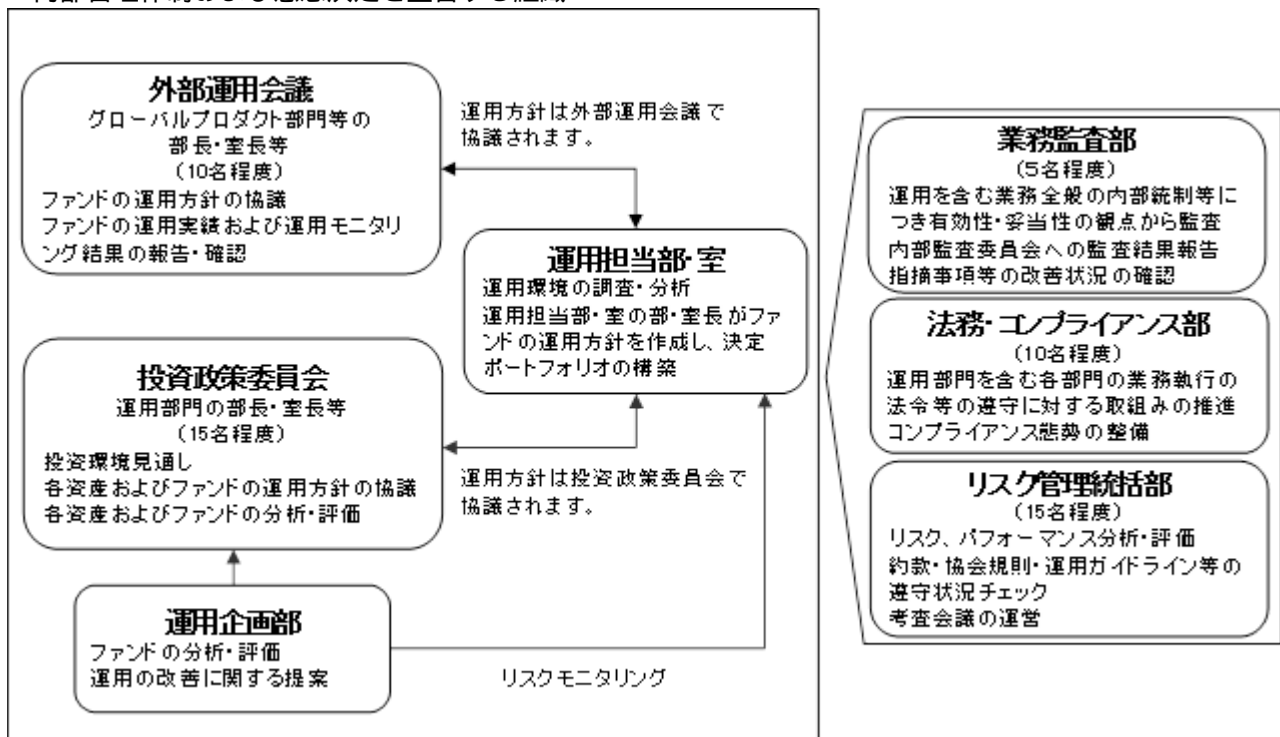 外部運用会議
グローバルプロダクト部門等の
部長・室長等
(10名程度)
ファンドの運用方針の協議
ファンドの運用実績および運用モニタリ
ング結果の報告・確認
運用方針は外部運用会議で
協議されます。
運用担当部・室
運用環境の調査・分析
運用担当部・室の部・室長がファ
ンドの運用方針を作成し、決定
ポートフォリオの構築
投資政策委員会
運用部門の部長・室長等
(15名程度)
投資環境見通し
各資産およびファンドの運用方針の協議
各資産およびファンドの分析・評価
運用方針は投資政策委員会で
協議されます。
運用企画部
ファンドの分析・評価
運用の改善に関する提案
リスクモニタリング
業務監査部
(5名程度)
運用を含む業務全般の内部統制等に
つき有効性・妥当性の観点から監査
内部監査委員会への監査結果報告
指摘事項等の改善状況の確認
法務・コンプライアンス部
(10名程度)
運用部門を含む各部門の業務執行の
法令等の遵守に対する取組みの推進
コンプライアンス態勢の整備
リスク管理統括部
(15名程度)
リスク、パフォーマンス分析・評価
約款・協会規則・運用ガイドライン等の
遵守状況チェック
考査会議の運営